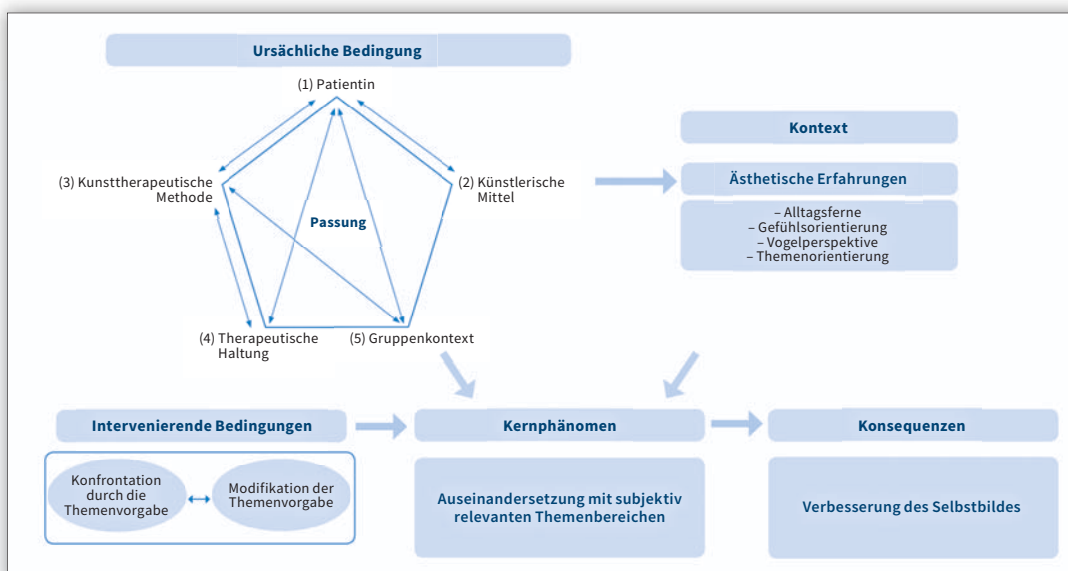 Ursächliche Bedingung
(1) Patientin
(2) Künstlerische
Mittel
(3) Kunsttherapeutische
Methode
Passung
(4) Therapeutische
Haltung
(5) Gruppenkontext
Kontext
Ästhetische Erfahrungen
– Alltagsferne
– Gefühlsorientierung
– Vogelperspektive
– Themenorientierung
Intervenierende Bedingungen
Konfrontation
durch die
Themenvorgabe
Modifikation der
Themenvorgabe
Kernphänomen
Auseinandersetzung mit subjektiv
relevanten Themenbereichen
Konsequenzen
Verbesserung des Selbstbildes